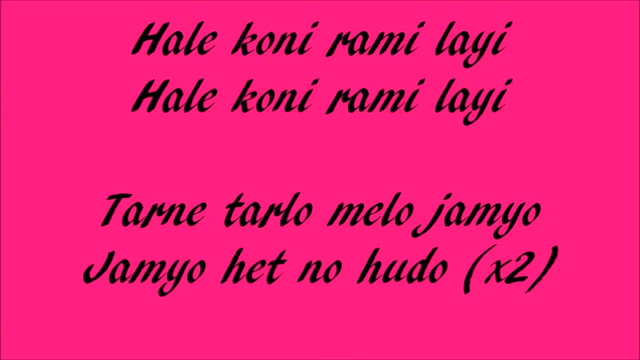 Hale koni rami layi
Hale koni rami layi
Tarne tarlo melo jamyo
Jamyo het no hudo (x2)